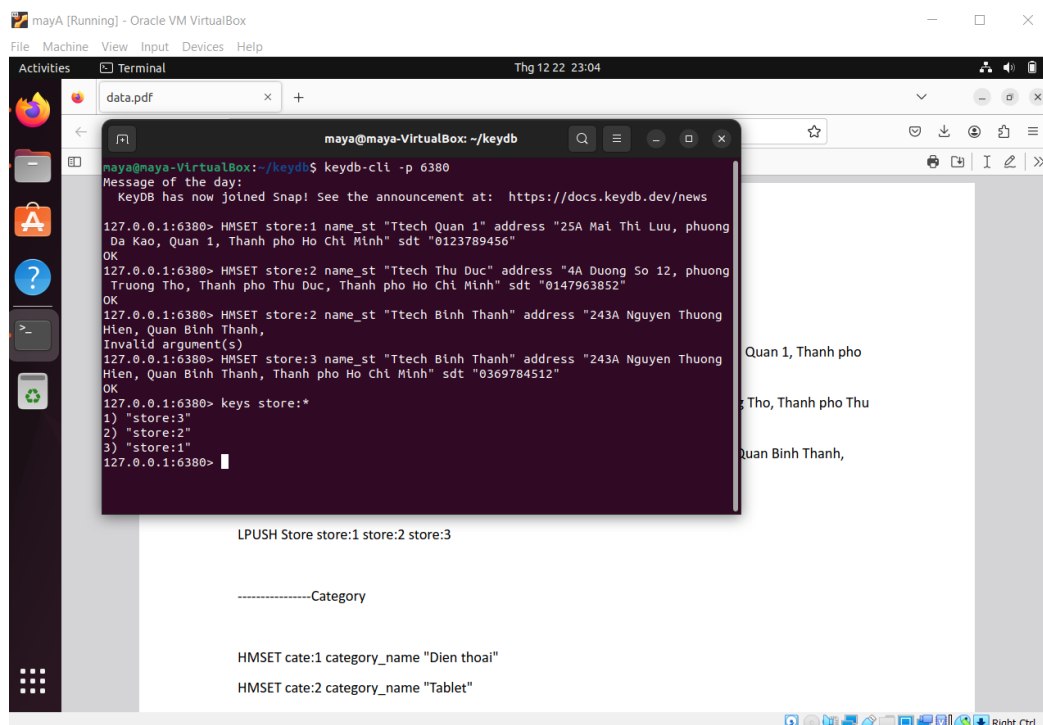 mayA [Running] - Oracle VM VirtualBox
File Machine View Input Devices Help
Activities Terminal Thg 12 22 23:04
data.pdf
maya@maya-VirtualBox: ~/keydb
maya@maya-VirtualBox:~/keydb$ keydb-cli -p 6380
Message of the day:
KeyDB has now joined Snap! See the announcement at: https://docs.keydb.dev/news
127.0.0.1:6380> HMSET store:1 name_st "Ttech Quan 1" address "25A Mai Thi Luu, phuong
Da Kao, Quan 1, Thanh pho Ho Chi Minh" sdt "0123789456"
OK
127.0.0.1:6380> HMSET store:2 name_st "Ttech Thu Duc" address "4A Duong So 12, phuong
Truong Tho, Thanh pho Thu Duc, Thanh pho Ho Chi Minh" sdt "0147963852"
OK
127.0.0.1:6380> HMSET store:2 name_st "Ttech Binh Thanh" address "243A Nguyen Thuong
Hien, Quan Binh Thanh,
Invalid argument(s)
127.0.0.1:6380> HMSET store:3 name_st "Ttech Binh Thanh" address "243A Nguyen Thuong
Hien, Quan Binh Thanh, Thanh pho Ho Chi Minh" sdt "0369784512"
OK
127.0.0.1:6380> keys store:*
1) "store:3"
2) "store:2"
3) "store:1"
127.0.0.1:6380>
Quan 1, Thanh pho
Tho, Thanh pho Thu
Quan Binh Thanh,
LPUSH Store store:1 store:2 store:3
----------------Category
HMSET cate:1 category_name "Dien thoai"
HMSET cate:2 category_name "Tablet"
Right Ctrl